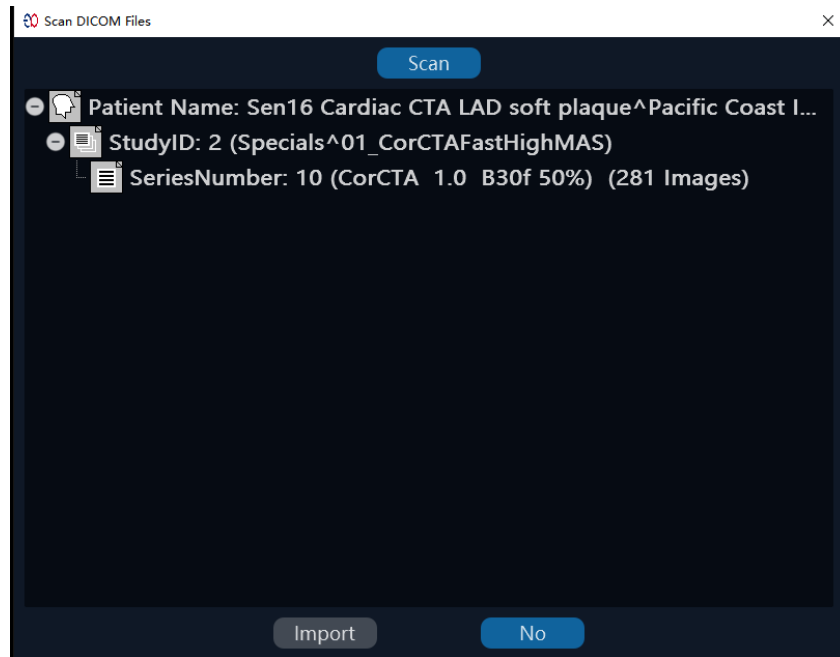 Scan DICOM Files
Scan
Patient Name: Sen16 Cardiac CTA LAD soft plaque^Pacific Coast I...
StudyID: 2 (Specials^01_CorCTAFastHighMAS)
SeriesNumber: 10 (CorCTA  1.0  B30f 50%)  (281 Images)
Import
No